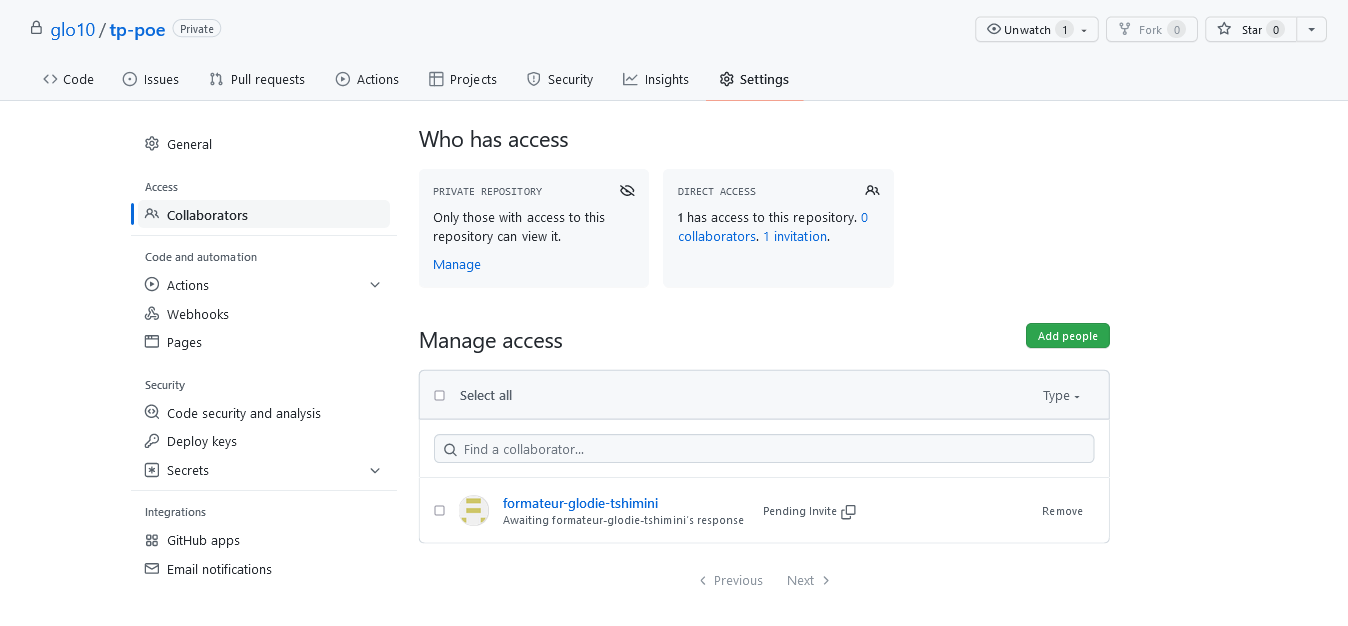 glo10 / tp-poe Private
Unwatch 1
Fork 0
Star 0
Code
Issues
Pull requests
Actions
Projects
Security
Insights
Settings
General
Access
Collaborators
Code and automation
Actions
Webhooks
Pages
Security
Code security and analysis
Deploy keys
Secrets
Integrations
GitHub apps
Email notifications
Who has access
PRIVATE REPOSITORY
Only those with access to this
repository can view it.
Manage
DIRECT ACCESS
1 has access to this repository. 0
collaborators. 1 invitation.
Manage access
Add people
Select all
Type
Find a collaborator...
formateur-glodie-tshimini
Awaiting formateur-glodie-tshimini's response
Pending Invite
Remove
Previous
Next